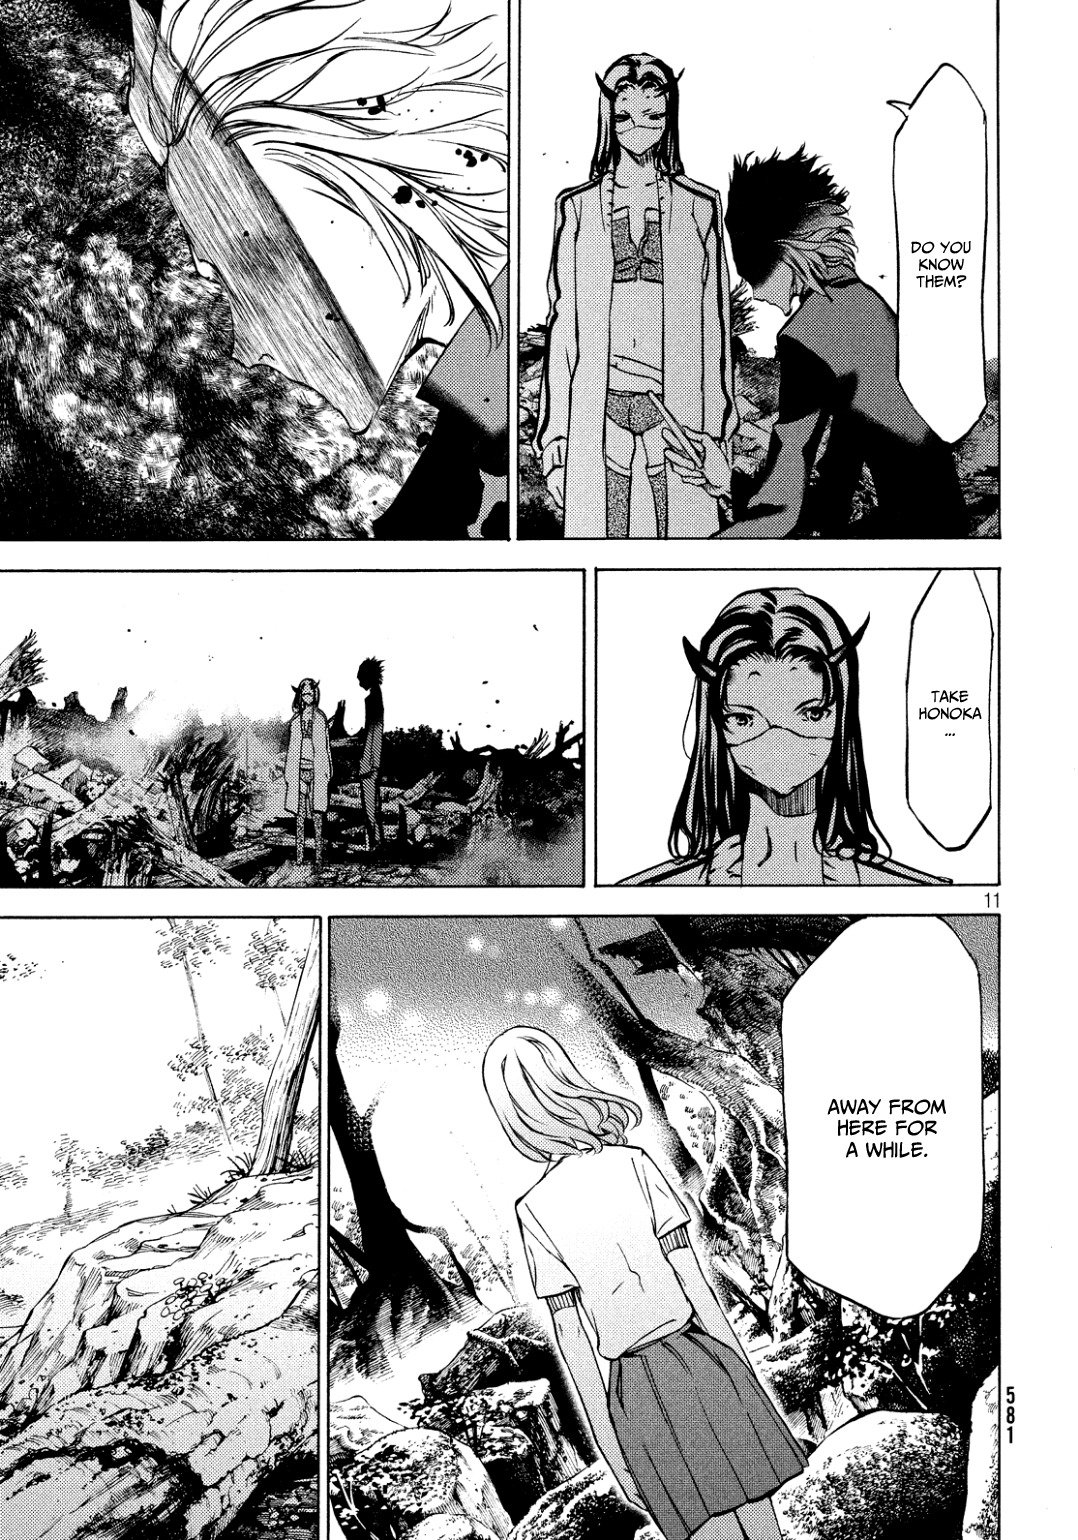 DO YOU
KNOW
THEM?
TAKE
HONOKA
...
11
AWAY FROM
HERE FOR
A WHILE.
581